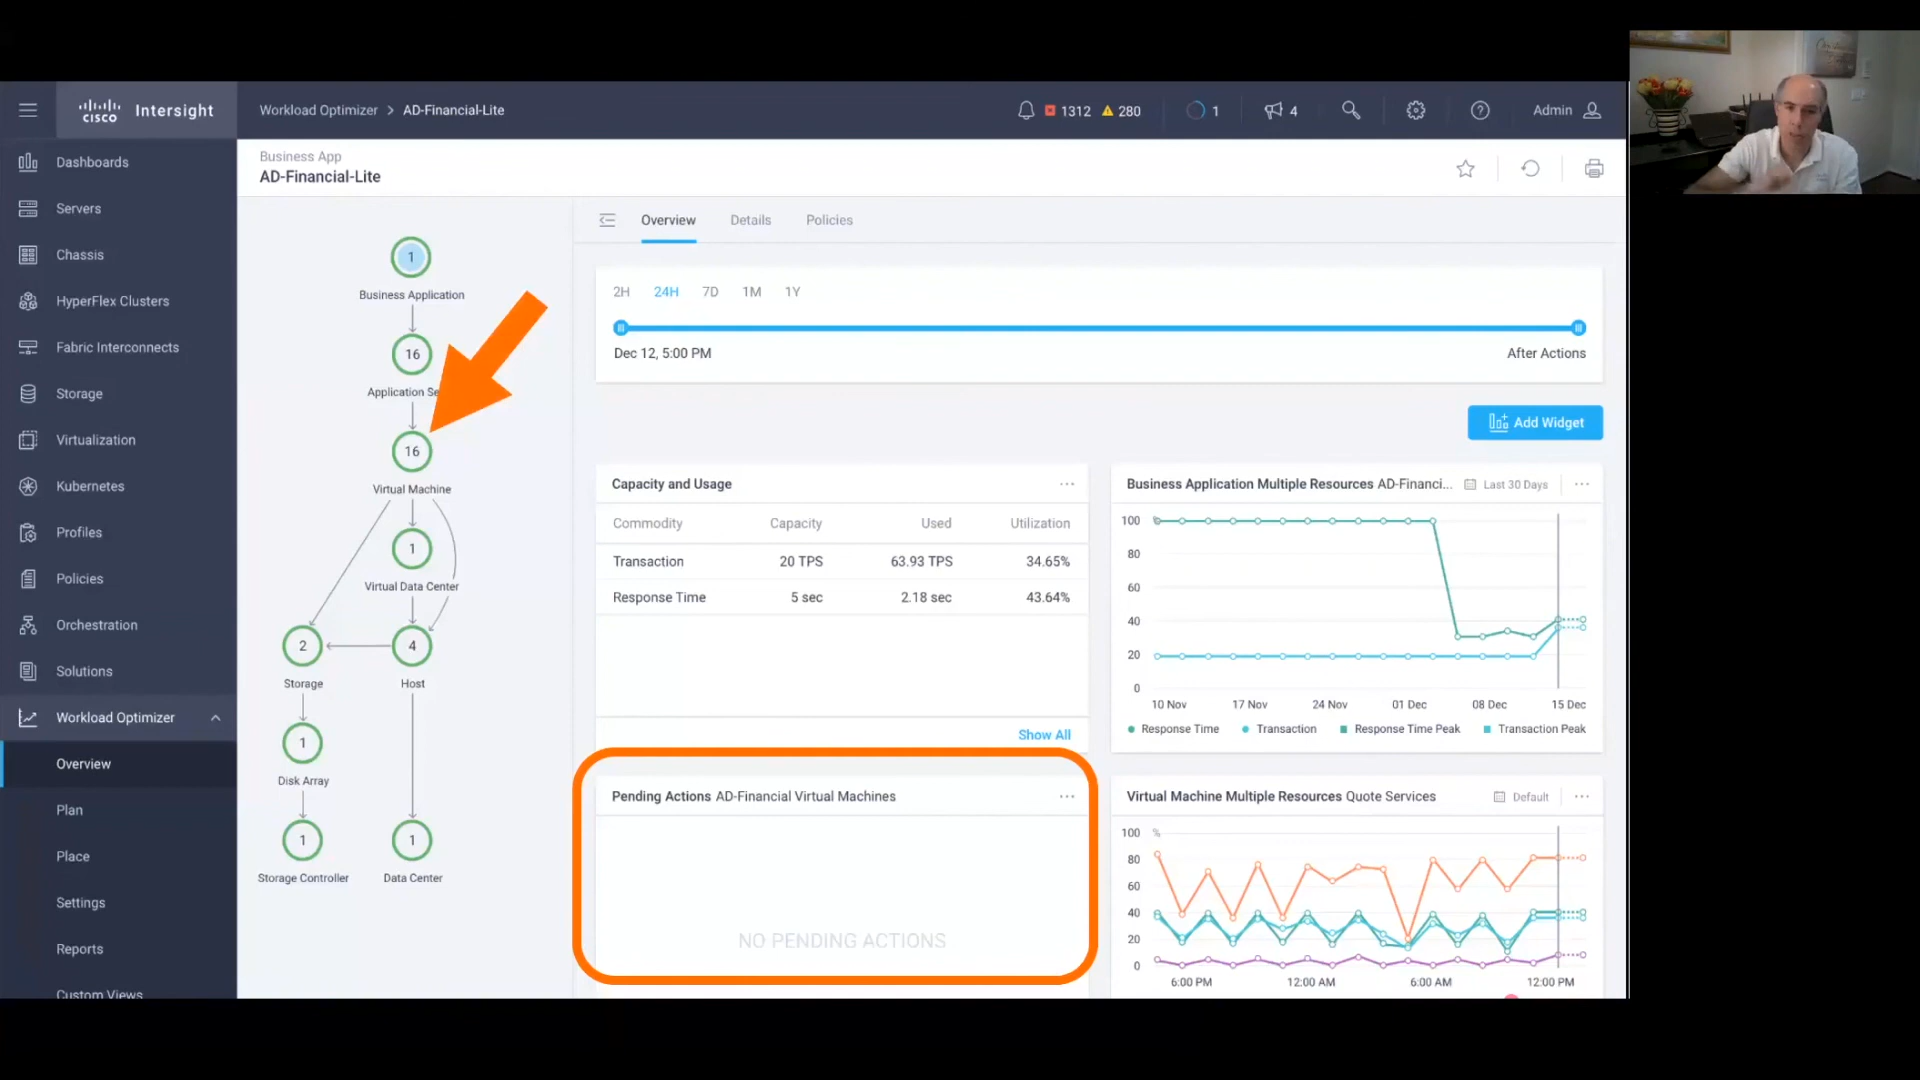 cisco Intersight
Workload Optimizer > AD-Financial-Lite
1312 280
1
4
Admin
Dashboards
Servers
Chassis
HyperFlex Clusters
Fabric Interconnects
Storage
Virtualization
Kubernetes
Profiles
Policies
Orchestration
Solutions
Workload Optimizer
Overview
Plan
Place
Settings
Reports
Custom Views
Business App
AD-Financial-Lite
1
Business Application
16
Application Se
16
Virtual Machine
1
Virtual Data Center
2
Storage
4
Host
1
Disk Array
1
Storage Controller
1
Data Center
Overview Details Policies
2H 24H 7D 1M 1Y
Dec 12, 5:00 PM After Actions
Add Widget
Capacity and Usage
Commodity Capacity Used Utilization
Transaction 20 TPS 63.93 TPS 34.65%
Response Time 5 sec 2.18 sec 43.64%
Show All
Business Application Multiple Resources AD-Financi... Last 30 Days
100 %
80
60
40
20
0
10 Nov 17 Nov 24 Nov 01 Dec 08 Dec 15 Dec
Response Time Transaction Response Time Peak Transaction Peak
Pending Actions AD-Financial Virtual Machines
NO PENDING ACTIONS
Virtual Machine Multiple Resources Quote Services Default
100 %
80
60
40
20
0
6:00 PM 12:00 AM 6:00 AM 12:00 PM